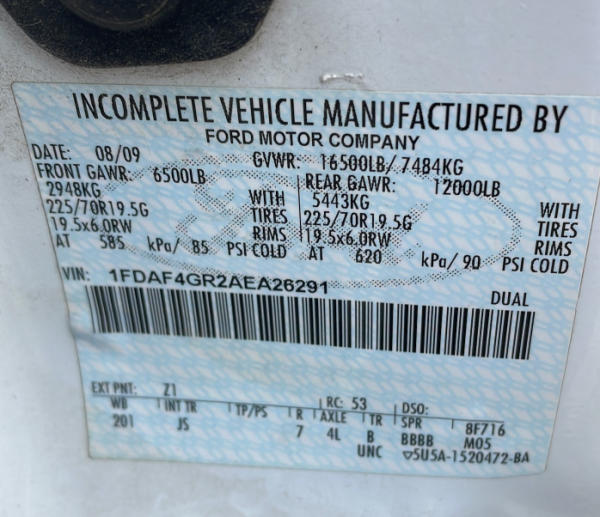 INCOMPLETE VEHICLE MANUFACTURED BY
FORD MOTOR COMPANY
DATE: 08/09 GVWR: 16500LB/ 7484KG
FRONT GAWR: 6500LB REAR GAWR: 12000LB
2948KG WITH 5443KG WITH
225/70R19.5G TIRES 225/70R19.5G TIRES
19.5x6.0RW RIMS 19.5x6.0RW RIMS
AT 585 kPa/ 85 PSI COLD AT 620 kPa/ 90 PSI COLD
VIN: 1FDAF4GR2AEA26291 DUAL
EXT PNT: Z1 RC: 53 DSO:
WB INT TR TP/PS R AXLE TR SPR 8F716
201 JS 7 4L B BBBB M05
UNC ▽5U5A-1520472-BA